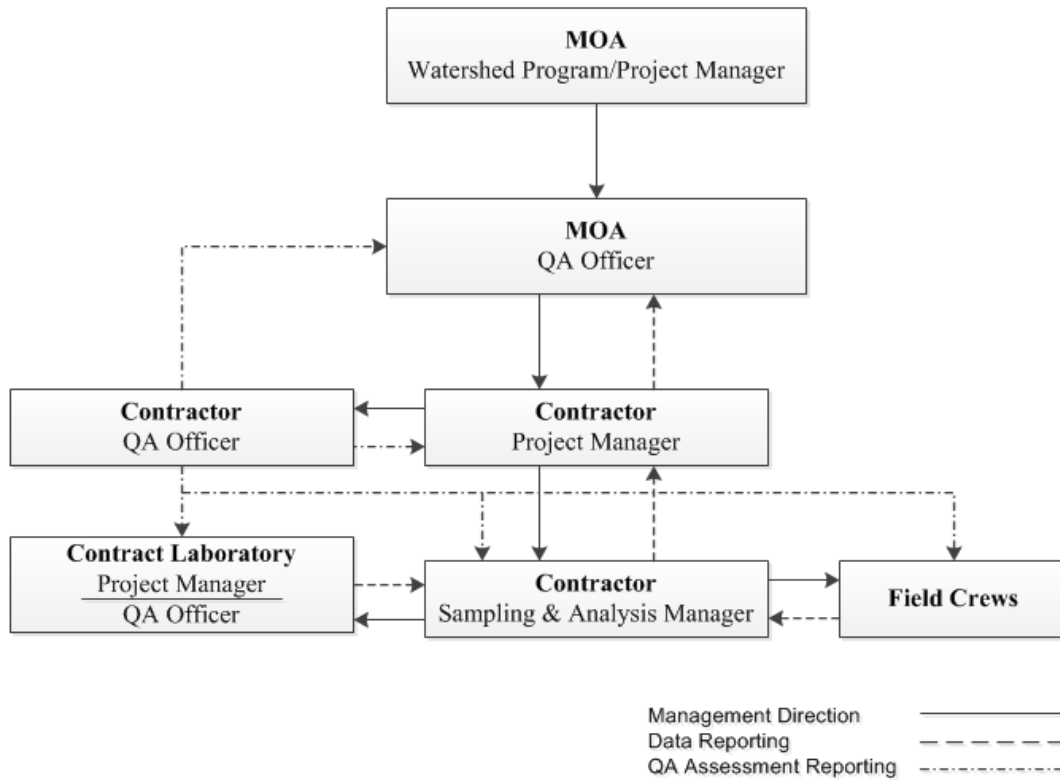 MOA
Watershed Program/Project Manager
MOA
QA Officer
Contractor
QA Officer
Contractor
Project Manager
Contract Laboratory
Project Manager
QA Officer
Contractor
Sampling & Analysis Manager
Field Crews
Management Direction
Data Reporting
QA Assessment Reporting